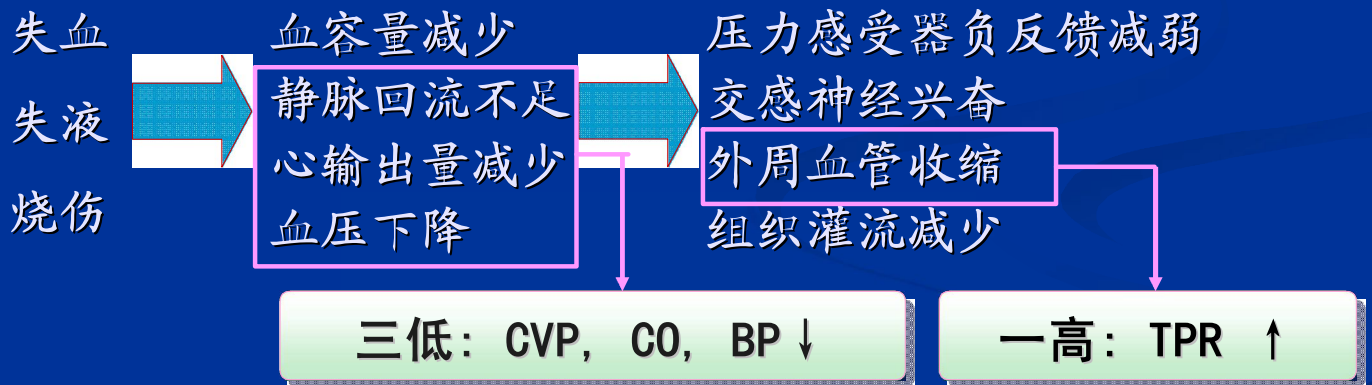 失血
失液
烧伤
血容量减少
静脉回流不足
心输出量减少
血压下降
压力感受器负反馈减弱
交感神经兴奋
外周血管收缩
组织灌流减少
三低: CVP, CO, BP↓
一高: TPR ↑